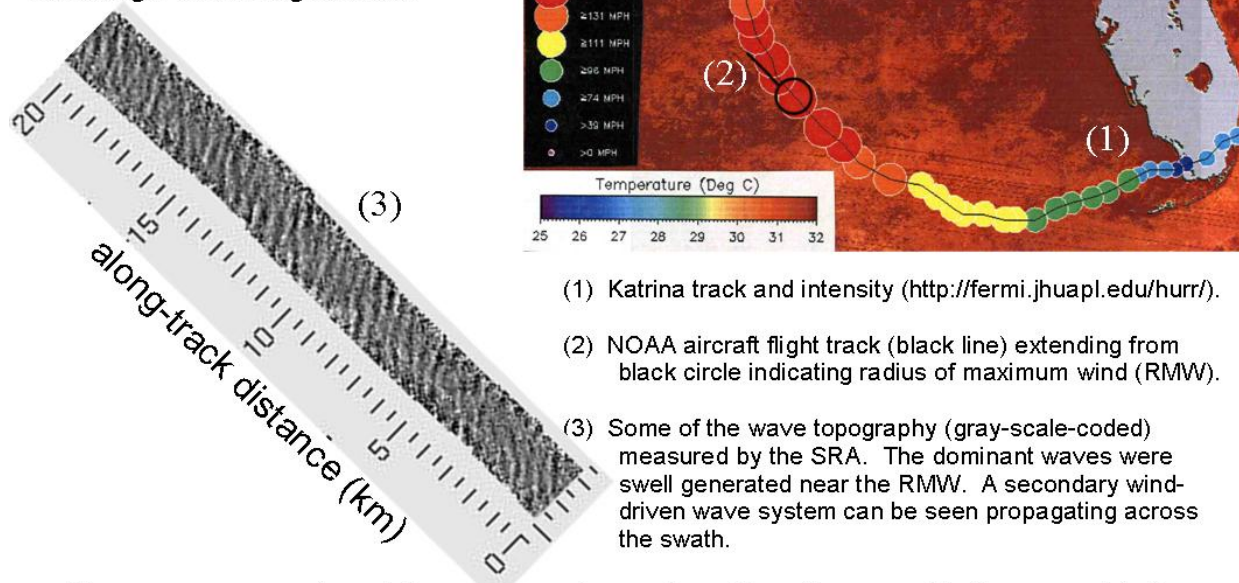 ≥131 MPH
≥111 MPH
≥96 MPH
≥74 MPH
>39 MPH
>0 MPH
(2)
(1)
Temperature (Deg C)
25 26 27 28 29 30 31 32
(3)
20
15
10
5
0
along-track distance (km)
(1) Katrina track and intensity (http://fermi.jhuapl.edu/hurr/).
(2) NOAA aircraft flight track (black line) extending from
black circle indicating radius of maximum wind (RMW).
(3) Some of the wave topography (gray-scale-coded)
measured by the SRA. The dominant waves were
swell generated near the RMW. A secondary wind-
driven wave system can be seen propagating across
the swath.